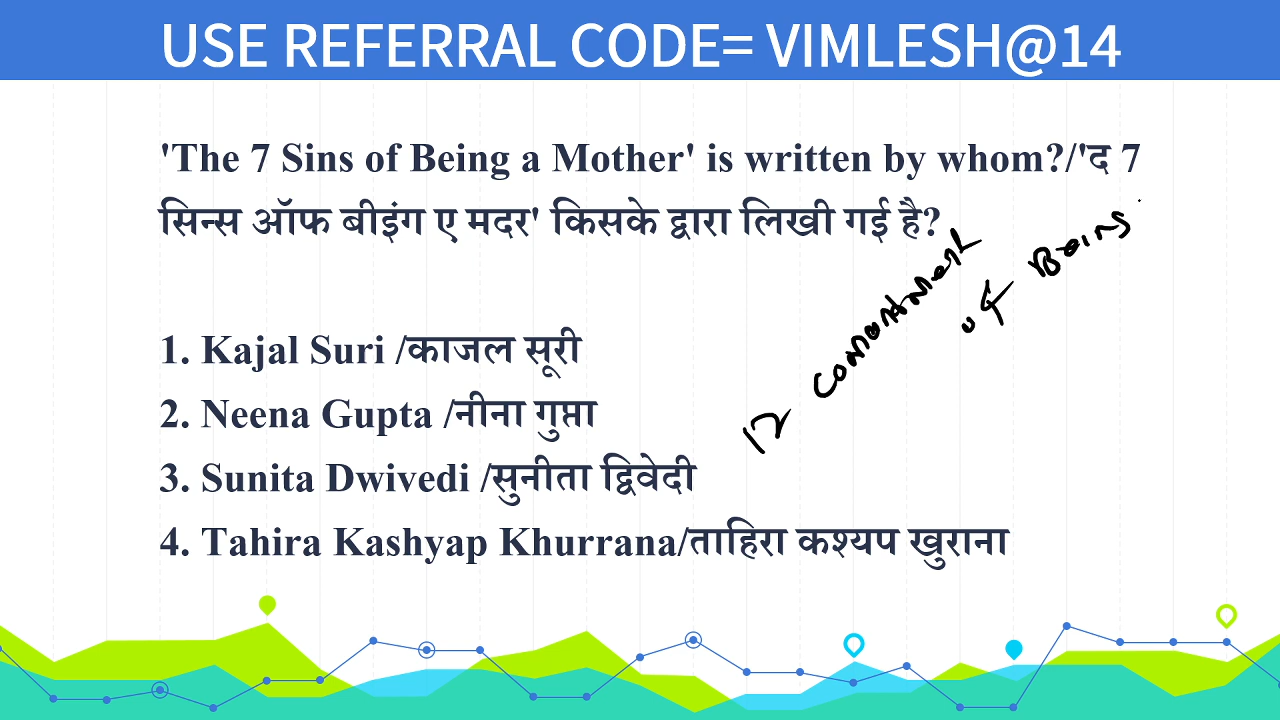 USE REFERRAL CODE= VIMLESH@14
'The 7 Sins of Being a Mother' is written by whom?/'द 7
सिन्स ऑफ बीइंग ए मदर' किसके द्वारा लिखी गई है?
1. Kajal Suri /काजल सूरी
2. Neena Gupta /नीना गुप्ता
3. Sunita Dwivedi /सुनीता द्विवेदी
4. Tahira Kashyap Khurrana/ताहिरा कश्यप खुराना
12
of Being